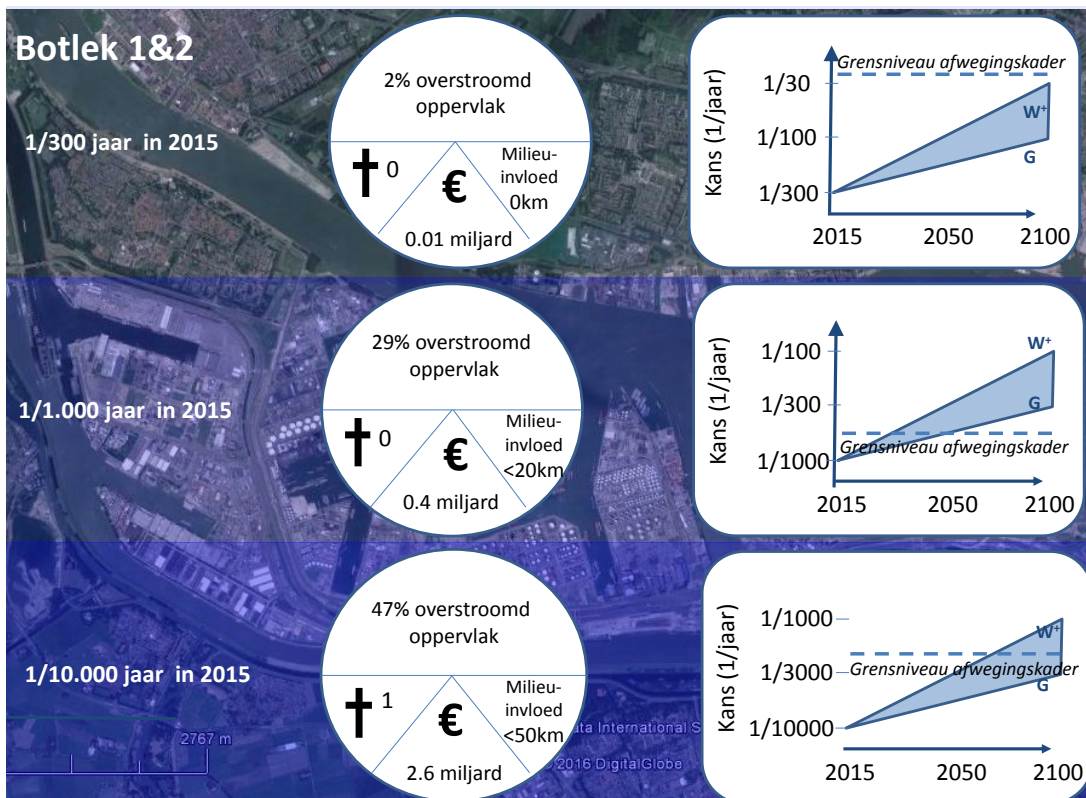 Botlek 1&2
1/300 jaar in 2015
2% overstroomd
oppervlak
0
€
Milieu-
invloed
0km
0.01 miljard
Kans (1/jaar)
Grensniveau afwegingskader
1/30
1/100
1/300
W+
G
2015
2050
2100
1/1.000 jaar in 2015
29% overstroomd
oppervlak
0
€
Milieu-
invloed
<20km
0.4 miljard
Kans (1/jaar)
1/100
1/300
1/1000
W+
G
Grensniveau afwegingskader
2015
2050
2100
1/10.000 jaar in 2015
47% overstroomd
oppervlak
1
€
Milieu-
invloed
<50km
2.6 miljard
Kans (1/jaar)
1/1000
1/3000
1/10000
W+
Grensniveau afwegingskader
G
2015
2050
2100
2767 m
ata International S
2016 DigitalGlobe